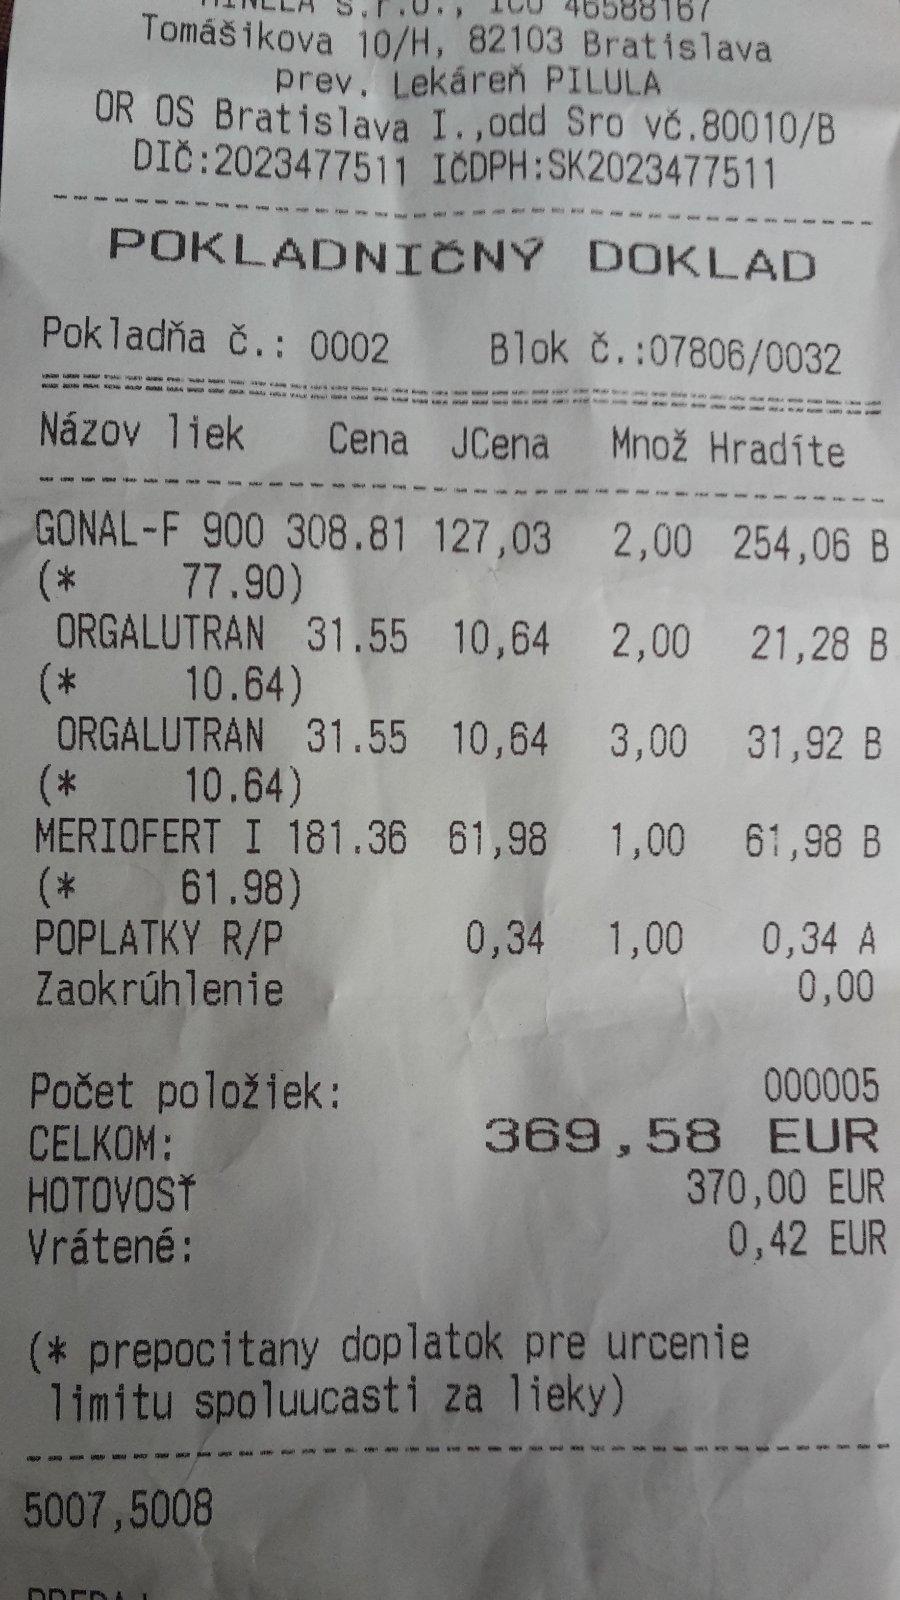 s.r.o., IČO 46588167
Tomášikova 10/H, 82103 Bratislava
prev. Lekáreň PILULA
OR OS Bratislava I.,odd Sro vč.80010/B
DIČ:2023477511 IČDPH:SK2023477511
POKLADNIČNÝ DOKLAD
Pokladňa č.: 0002 Blok č.:07806/0032
Názov liek Cena JCena Množ Hradíte
GONAL-F 900 308.81 127,03 2,00 254,06 B
(* 77.90)
ORGALUTRAN 31.55 10,64 2,00 21,28 B
(* 10.64)
ORGALUTRAN 31.55 10,64 3,00 31,92 B
(* 10.64)
MERIOFERT I 181.36 61,98 1,00 61,98 B
(* 61.98)
POPLATKY R/P 0,34 1,00 0,34 A
Zaokrúhlenie 0,00
Počet položiek: 000005
CELKOM: 369,58 EUR
HOTOVOSŤ 370,00 EUR
Vrátené: 0,42 EUR
(* prepocitany doplatok pre urcenie
limitu spoluucasti za lieky)
5007,5008